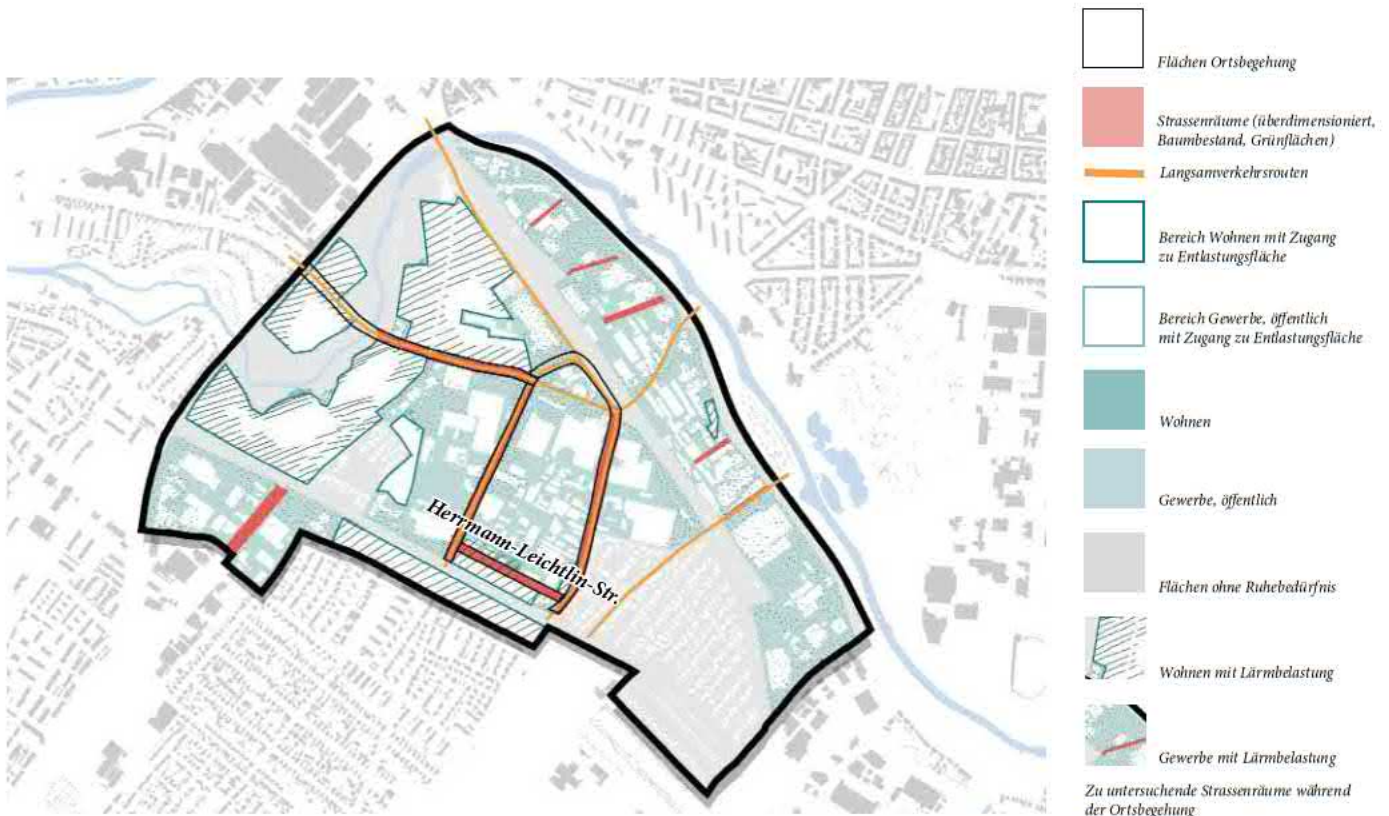 Herrmann-Leichtlin-Str.
Flächen Ortsbegehung
Strassenräume (überdimensioniert,
Baumbestand, Grünflächen)
Langsamverkehrsrouten
Bereich Wohnen mit Zugang
zu Entlastungsfläche
Bereich Gewerbe, öffentlich
mit Zugang zu Entlastungsfläche
Wohnen
Gewerbe, öffentlich
Flächen ohne Ruhebedürfnis
Wohnen mit Lärmbelastung
Gewerbe mit Lärmbelastung
Zu untersuchende Strassenräume während
der Ortsbegehung